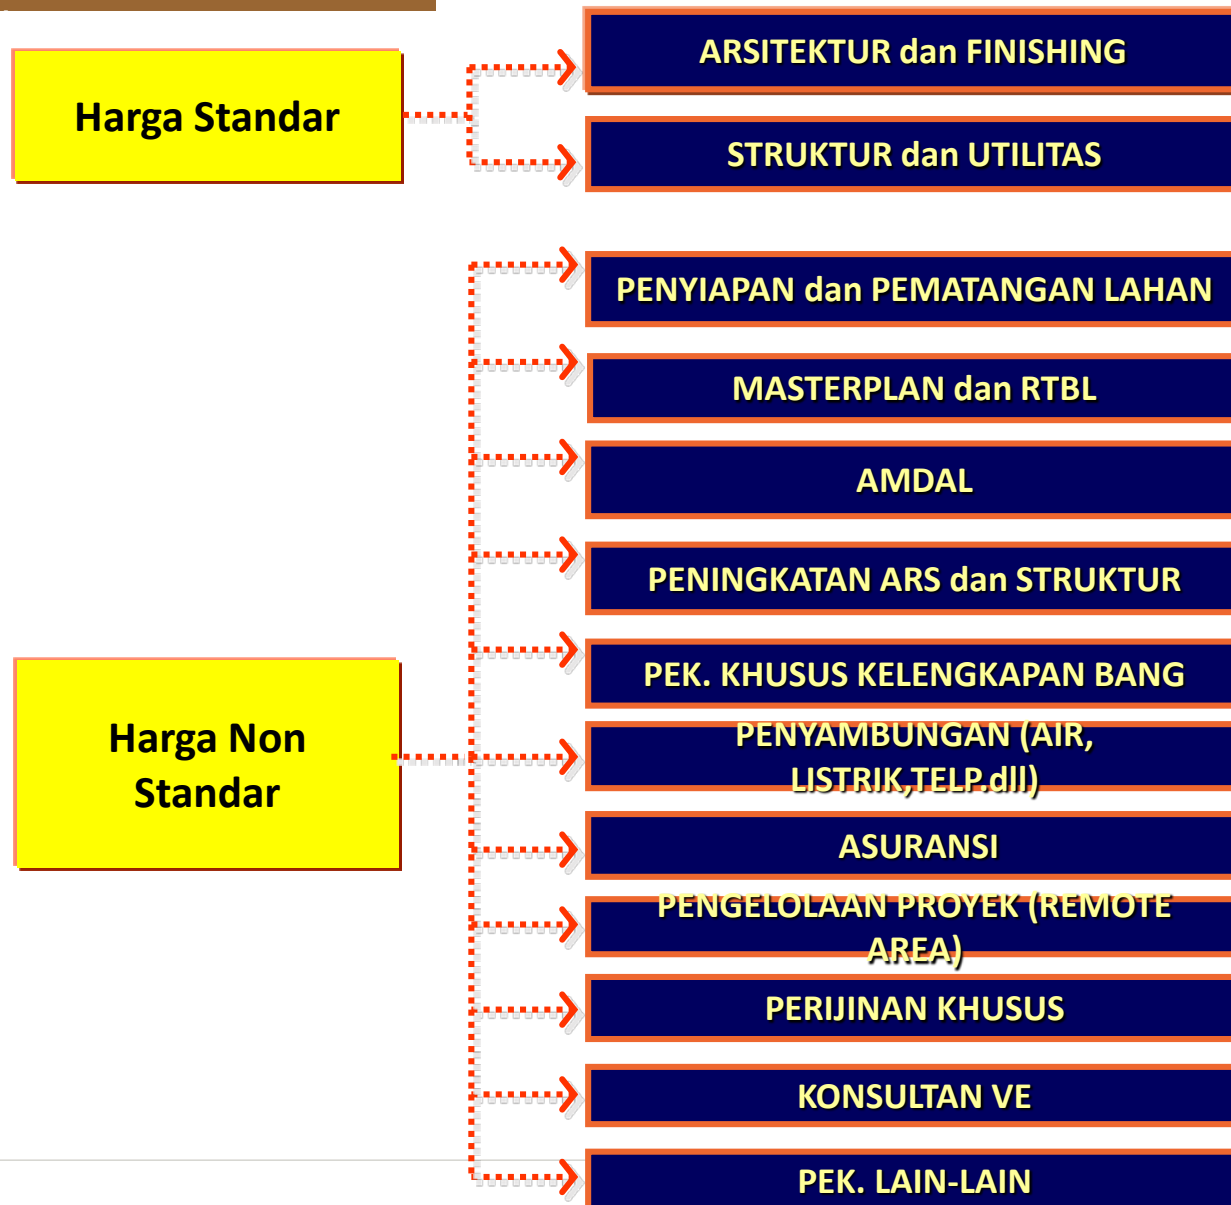 Harga Standar
ARSITEKTUR dan FINISHING
STRUKTUR dan UTILITAS
Harga Non
Standar
PENYIAPAN dan PEMATANGAN LAHAN
MASTERPLAN dan RTBL
AMDAL
PENINGKATAN ARS dan STRUKTUR
PEK. KHUSUS KELENGKAPAN BANG
PENYAMBUNGAN (AIR,
LISTRIK,TELP.dll)
ASURANSI
PENGELOLAAN PROYEK (REMOTE
AREA)
PERIJINAN KHUSUS
KONSULTAN VE
PEK. LAIN-LAIN